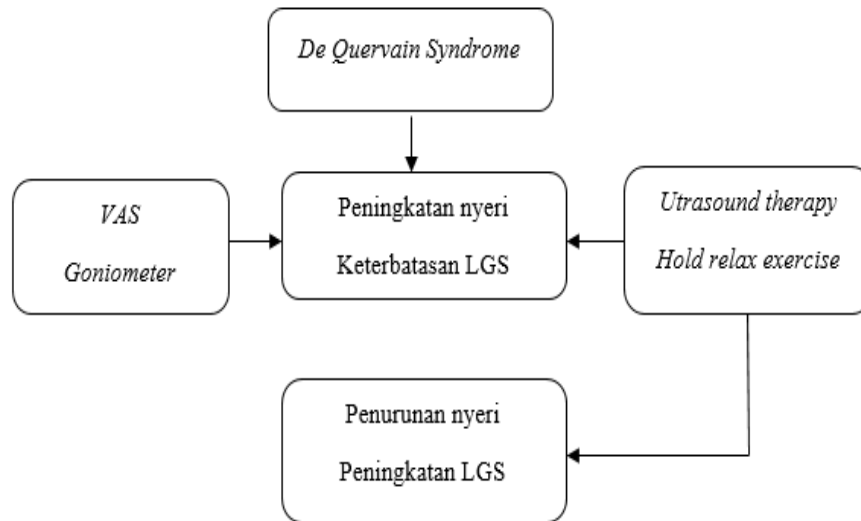 De Quervain Syndrome
VAS
Goniometer
Peningkatan nyeri
Keterbatasan LGS
Utrasound therapy
Hold relax exercise
Penurunan nyeri
Peningkatan LGS